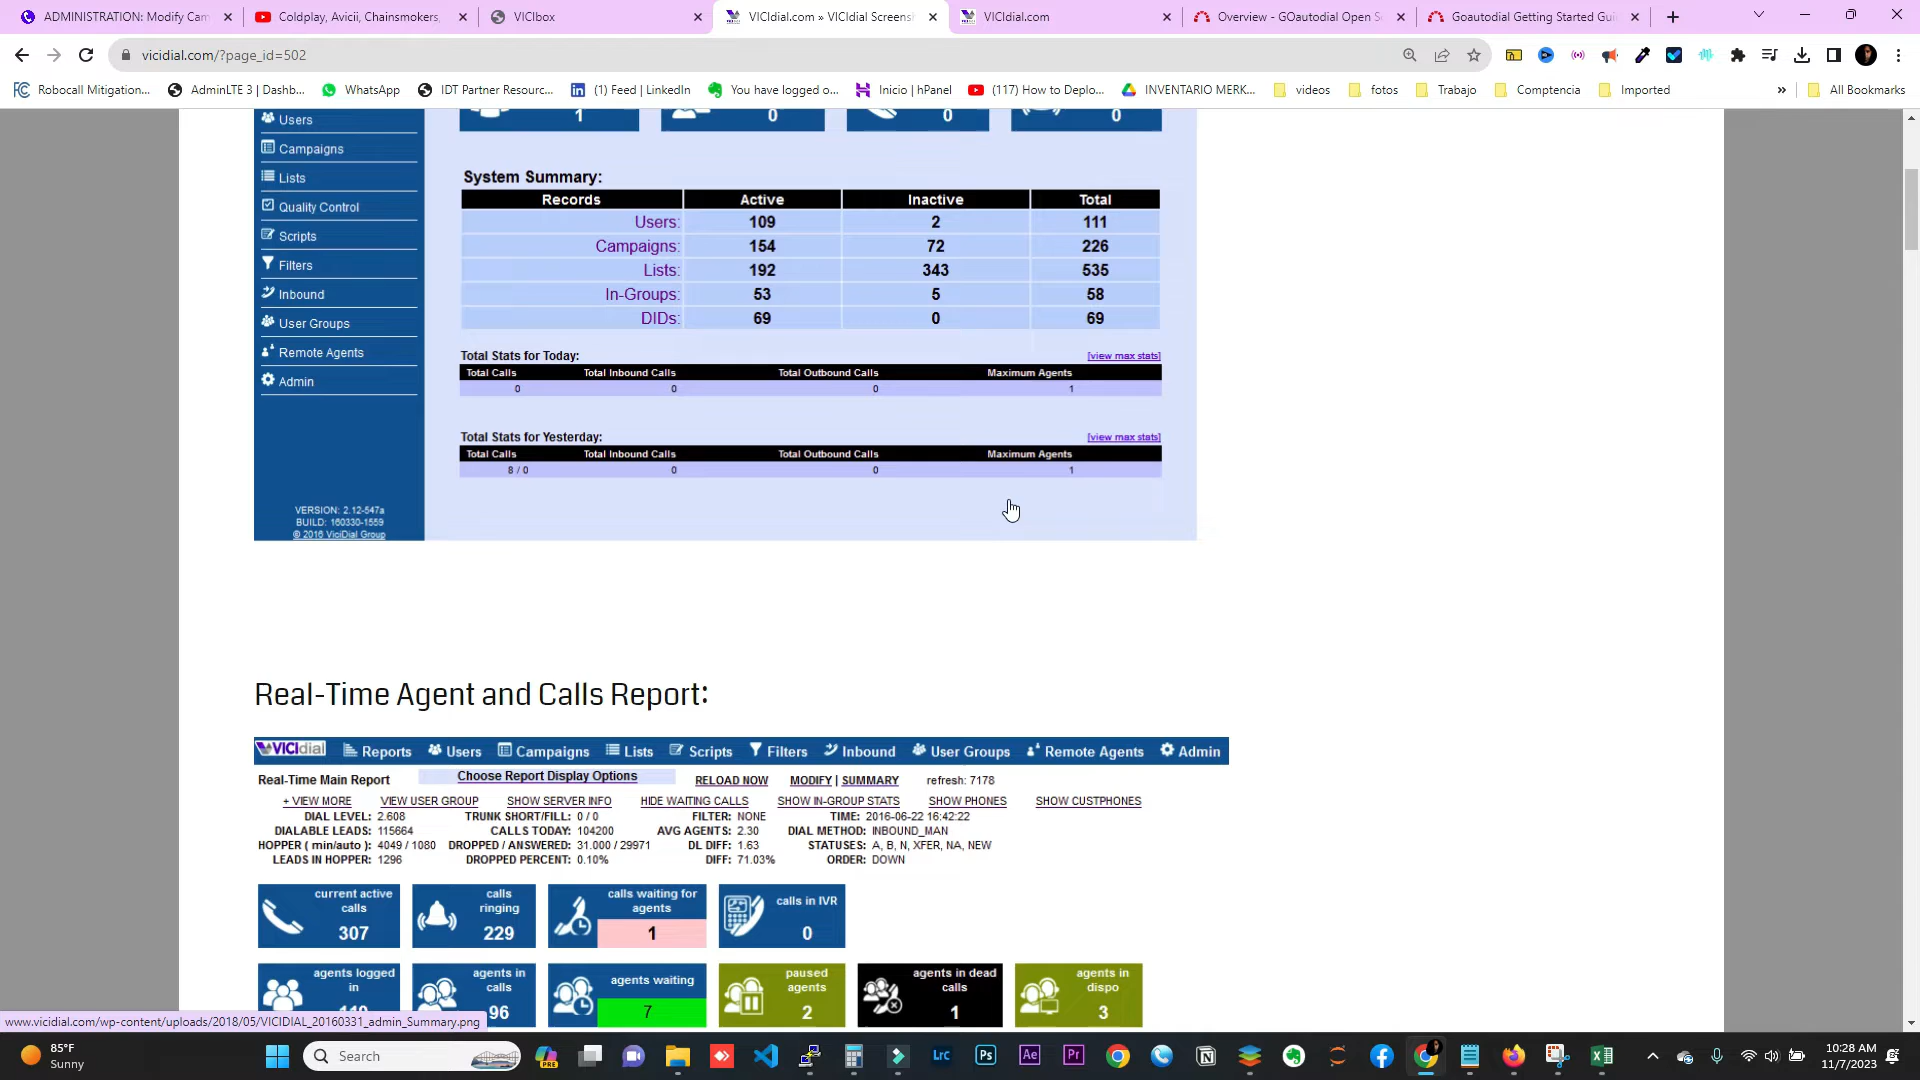 ADMINISTRATION: Modify Cam
Coldplay, Avicii, Chainsmokers,
VICIbox
VICIdial.com » VICIdial Screensh
VICIdial.com
Overview - GOautodial Open S
Goautodial Getting Started Gui
vicidial.com/?page_id=502
Robocall Mitigation...
AdminLTE 3 | Dashb...
WhatsApp
IDT Partner Resourc...
(1) Feed | LinkedIn
You have logged o...
Inicio | hPanel
(117) How to Deplo...
INVENTARIO MERK...
videos
fotos
Trabajo
Comptencia
Imported
»
All Bookmarks
Users
Campaigns
Lists
Quality Control
Scripts
Filters
Inbound
User Groups
Remote Agents
Admin
VERSION: 2.12-547a
BUILD: 160330-1559
© 2016 ViciDial Group
1 0 0 0
System Summary:
Records Active Inactive Total
Users: 109 2 111
Campaigns: 154 72 226
Lists: 192 343 535
In-Groups: 53 5 58
DIDs: 69 0 69
Total Stats for Today: [view max stats]
Total Calls Total Inbound Calls Total Outbound Calls Maximum Agents
0 0 0 1
Total Stats for Yesterday: [view max stats]
Total Calls Total Inbound Calls Total Outbound Calls Maximum Agents
8 / 0 0 0 1
Real-Time Agent and Calls Report:
VICIdial Reports Users Campaigns Lists Scripts Filters Inbound User Groups Remote Agents Admin
Real-Time Main Report Choose Report Display Options RELOAD NOW MODIFY | SUMMARY refresh: 7178
+ VIEW MORE VIEW USER GROUP SHOW SERVER INFO HIDE WAITING CALLS SHOW IN-GROUP STATS SHOW PHONES SHOW CUSTPHONES
DIAL LEVEL: 2.608 TRUNK SHORT/FILL: 0 / 0 FILTER: NONE TIME: 2016-06-22 16:42:22
DIALABLE LEADS: 115664 CALLS TODAY: 104200 AVG AGENTS: 2.30 DIAL METHOD: INBOUND_MAN
HOPPER ( min/auto ): 4049 / 1080 DROPPED / ANSWERED: 31.000 / 29971 DL DIFF: 1.63 STATUSES: A, B, N, XFER, NA, NEW
LEADS IN HOPPER: 1296 DROPPED PERCENT: 0.10% DIFF: 71.03% ORDER: DOWN
current active calls 307
calls ringing 229
calls waiting for agents 1
calls in IVR 0
agents logged in
agents in calls 96
agents waiting 7
paused agents 2
agents in dead calls 1
agents in dispo 3
www.vicidial.com/wp-content/uploads/2018/05/VICIDIAL_20160331_admin_Summary.png
85°F
Sunny
Search
PRE
Lrc
Ps
Ae
Pr
10:28 AM
11/7/2023